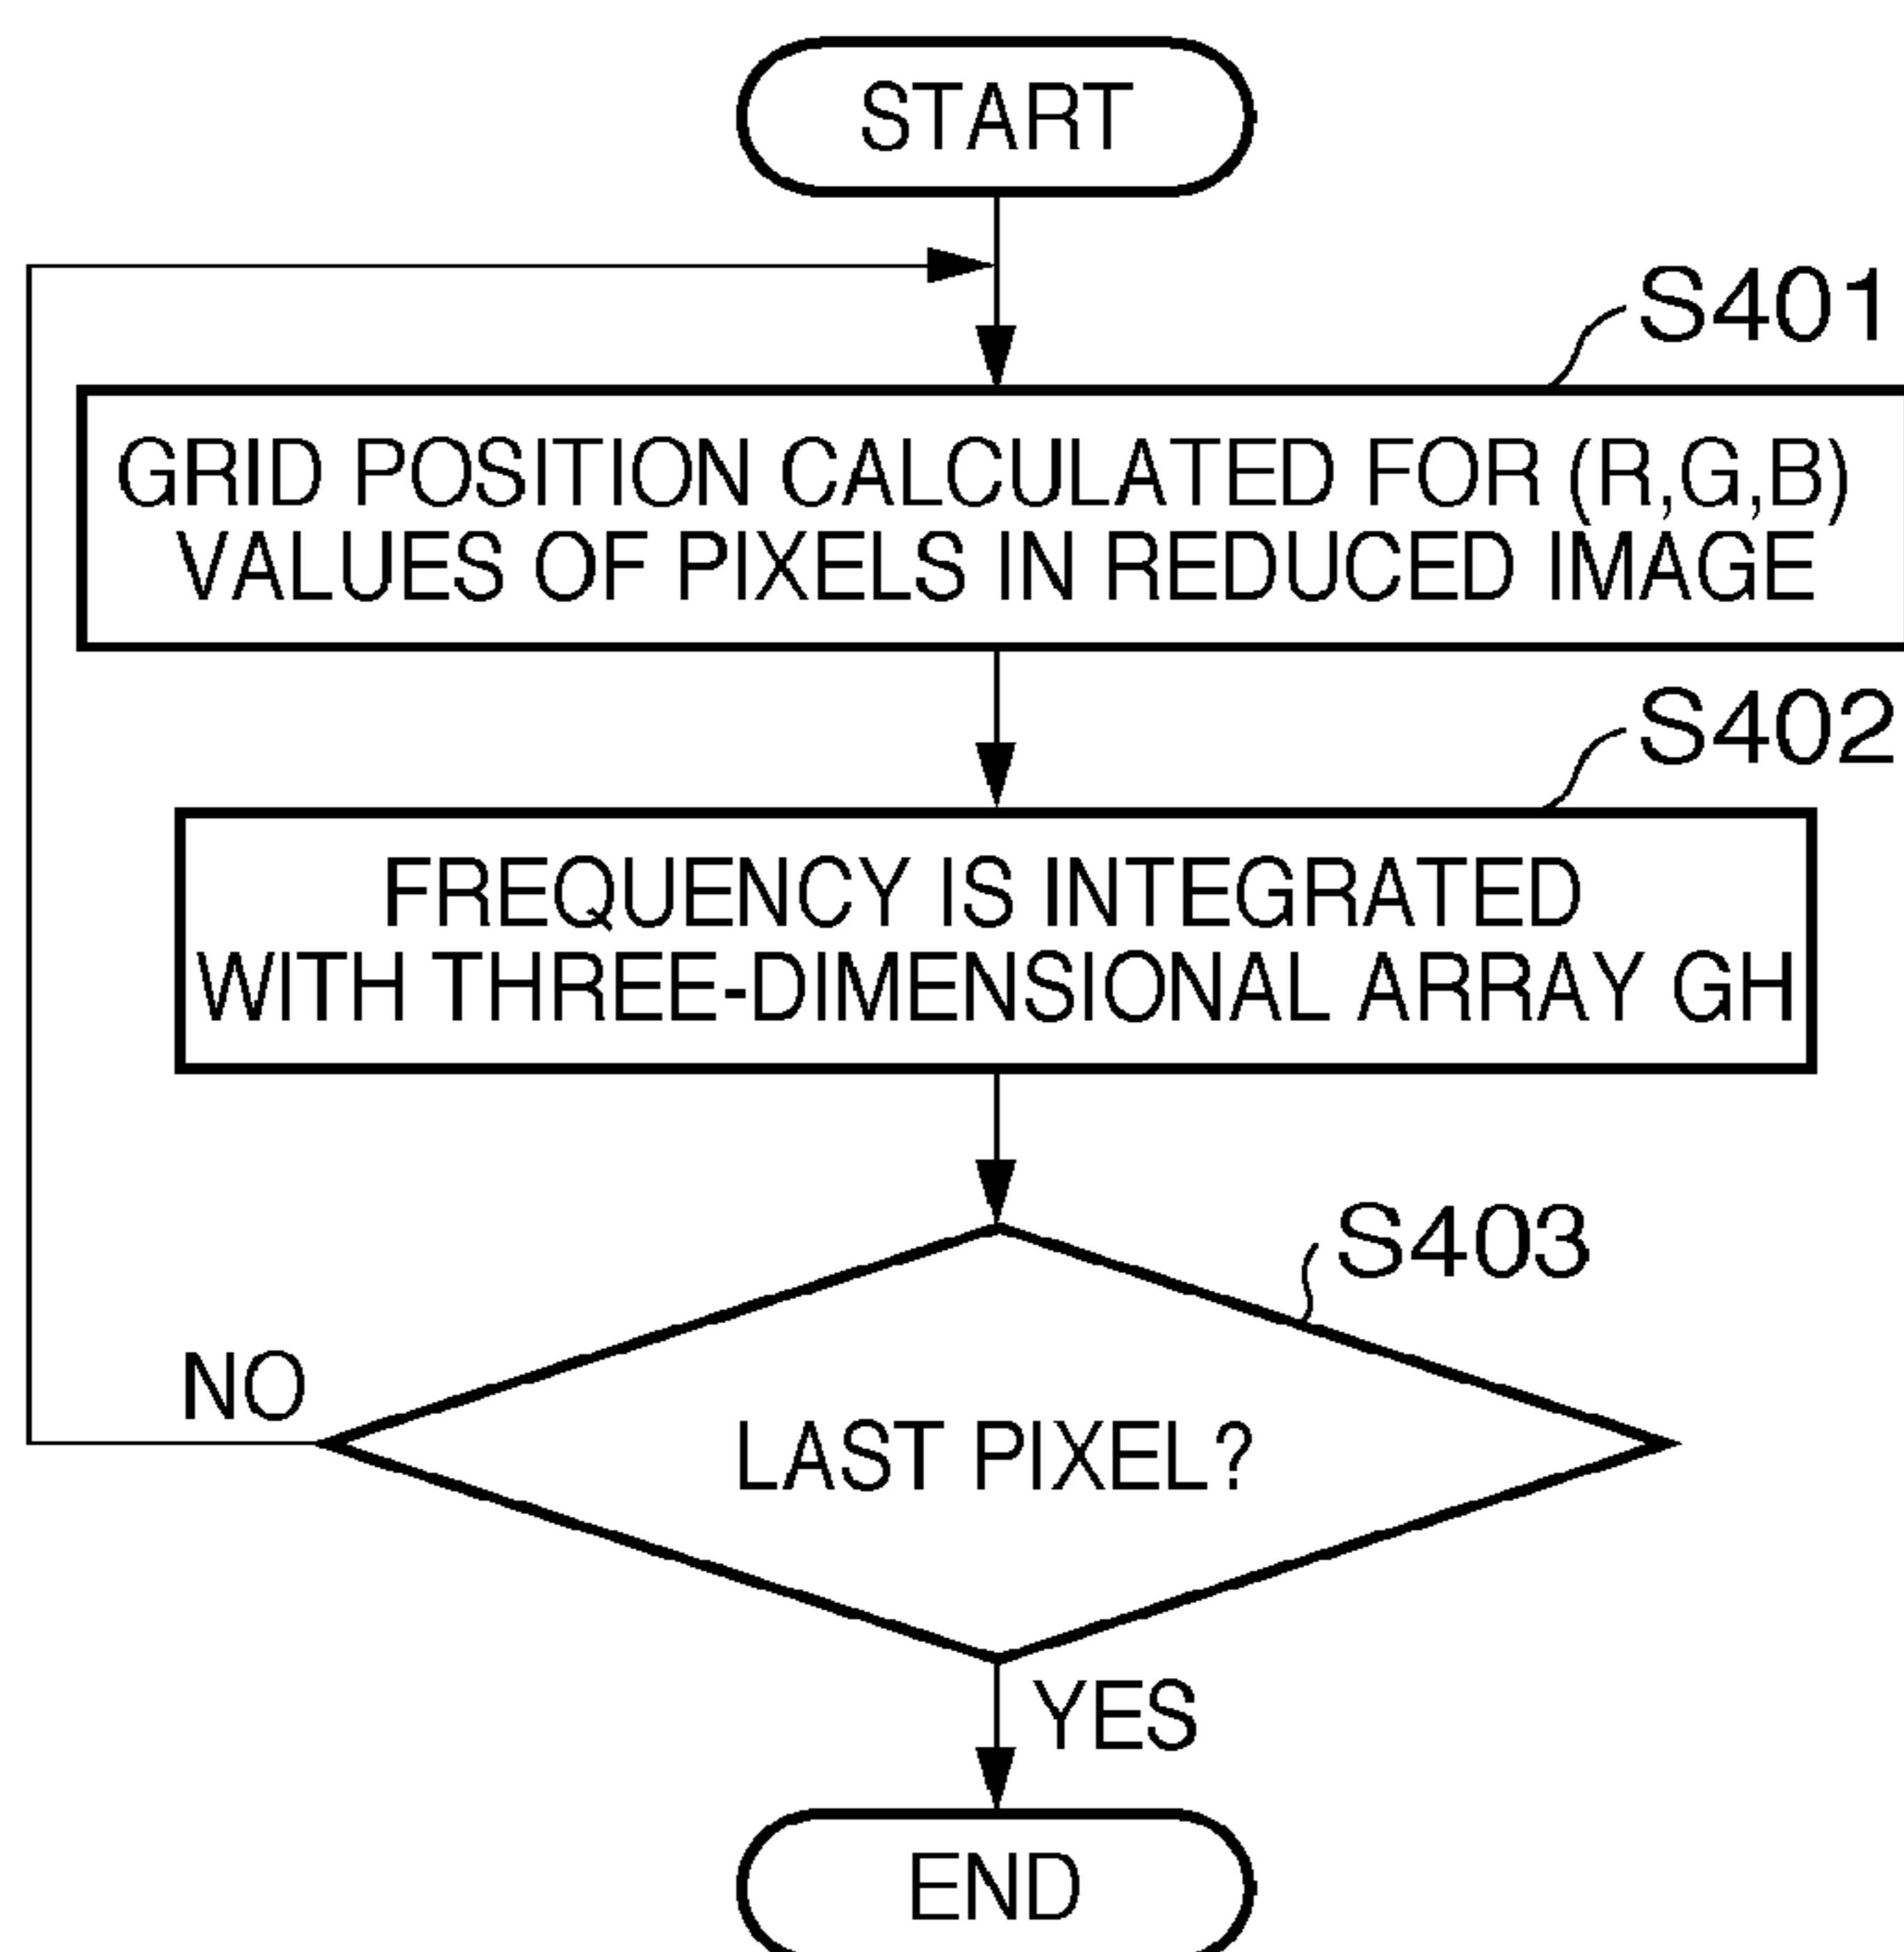 START
S401
GRID POSITION CALCULATED FOR (R,G,B)
VALUES OF PIXELS IN REDUCED IMAGE
S402
FREQUENCY IS INTEGRATED
WITH THREE-DIMENSIONAL ARRAY GH
S403
NO
LAST PIXEL?
YES
END